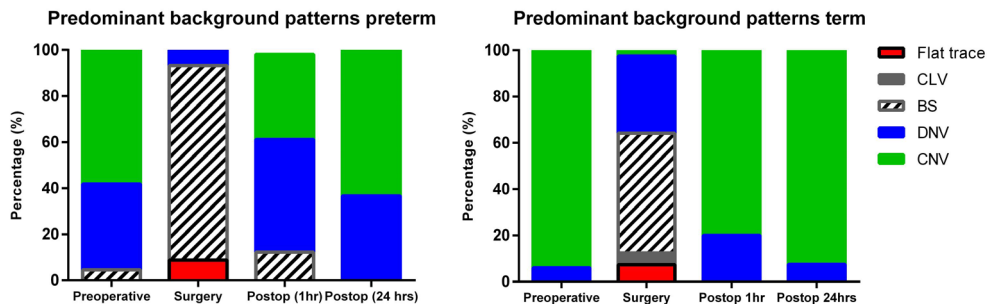 Predominant background patterns preterm
Percentage (%)
100
80
60
40
20
0
Preoperative Surgery Postop (1hr) Postop (24 hrs)
Predominant background patterns term
Percentage (%)
100
80
60
40
20
0
Preoperative Surgery Postop 1hr Postop 24hrs
Flat trace
CLV
BS
DNV
CNV